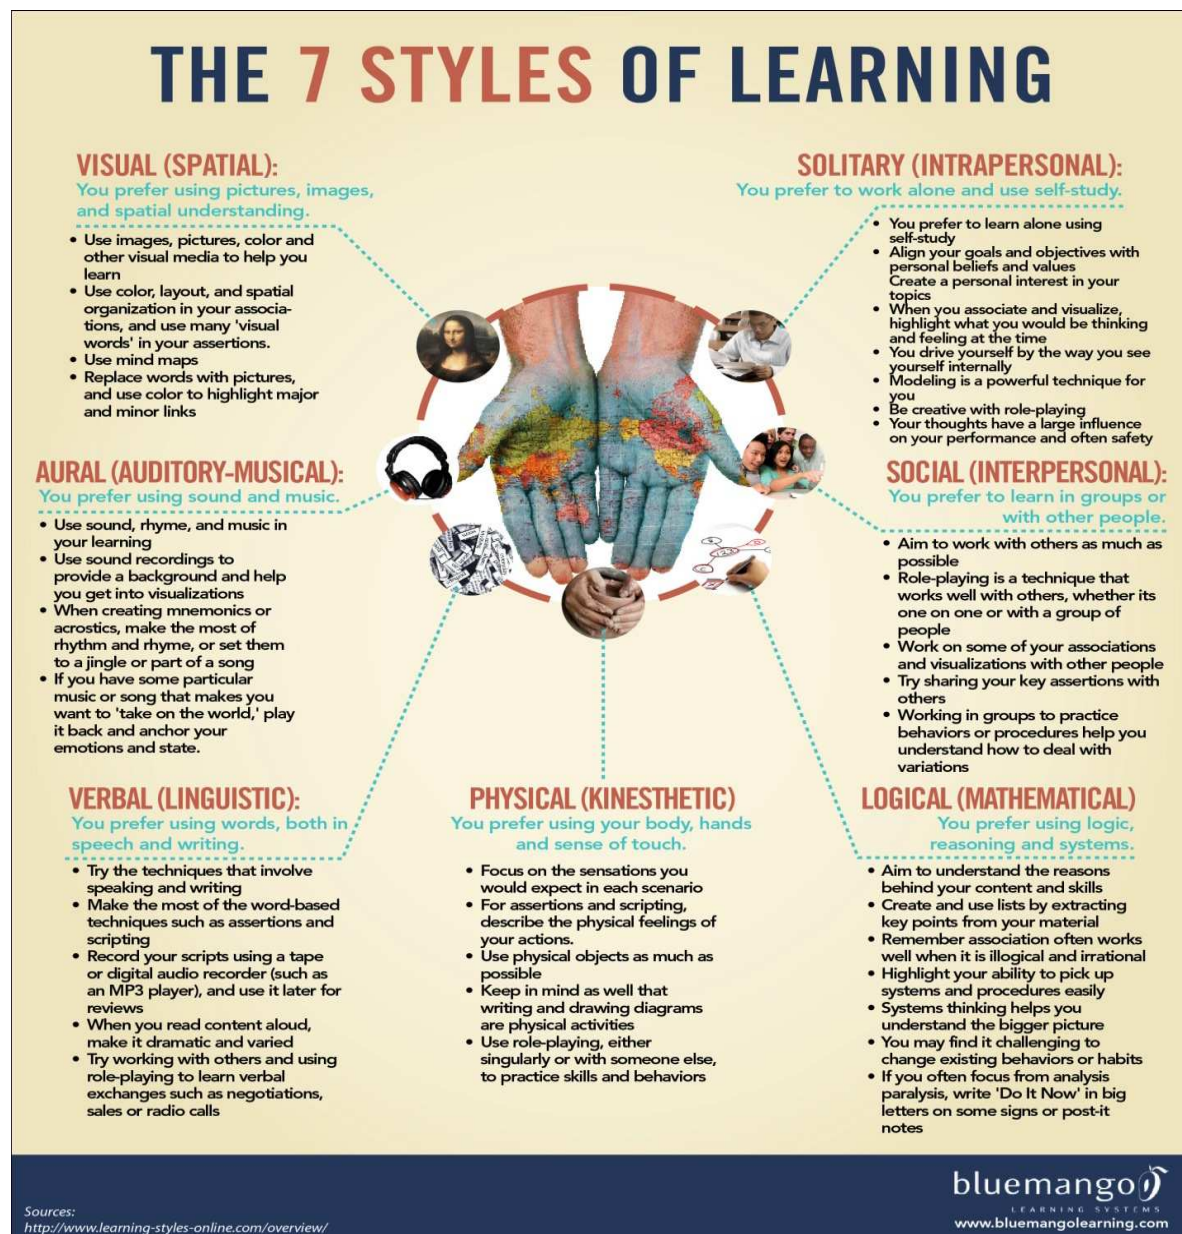 THE 7 STYLES OF LEARNING
VISUAL (SPATIAL):
You prefer using pictures, images,
and spatial understanding.
• Use images, pictures, color and
other visual media to help you
learn
• Use color, layout, and spatial
organization in your associa-
tions, and use many 'visual
words' in your assertions.
• Use mind maps
• Replace words with pictures,
and use color to highlight major
and minor links
AURAL (AUDITORY-MUSICAL):
You prefer using sound and music.
• Use sound, rhyme, and music in
your learning
• Use sound recordings to
provide a background and help
you get into visualizations
• When creating mnemonics or
acrostics, make the most of
rhythm and rhyme, or set them
to a jingle or part of a song
• If you have some particular
music or song that makes you
want to 'take on the world,' play
it back and anchor your
emotions and state.
VERBAL (LINGUISTIC):
You prefer using words, both in
speech and writing.
• Try the techniques that involve
speaking and writing
• Make the most of the word-based
techniques such as assertions and
scripting
• Record your scripts using a tape
or digital audio recorder (such as
an MP3 player), and use it later for
reviews
• When you read content aloud,
make it dramatic and varied
• Try working with others and using
role-playing to learn verbal
exchanges such as negotiations,
sales or radio calls
PHYSICAL (KINESTHETIC)
You prefer using your body, hands
and sense of touch.
• Focus on the sensations you
would expect in each scenario
• For assertions and scripting,
describe the physical feelings of
your actions.
• Use physical objects as much as
possible
• Keep in mind as well that
writing and drawing diagrams
are physical activities
• Use role-playing, either
singularly or with someone else,
to practice skills and behaviors
SOLITARY (INTRAPERSONAL):
You prefer to work alone and use self-study.
• You prefer to learn alone using
self-study
• Align your goals and objectives with
personal beliefs and values
Create a personal interest in your
topics
• When you associate and visualize,
highlight what you would be thinking
and feeling at the time
• You drive yourself by the way you see
yourself internally
• Modeling is a powerful technique for
you
• Be creative with role-playing
• Your thoughts have a large influence
on your performance and often safety
SOCIAL (INTERPERSONAL):
You prefer to learn in groups or
with other people.
• Aim to work with others as much as
possible
• Role-playing is a technique that
works well with others, whether its
one on one or with a group of
people
• Work on some of your associations
and visualizations with other people
• Try sharing your key assertions with
others
• Working in groups to practice
behaviors or procedures help you
understand how to deal with
variations
LOGICAL (MATHEMATICAL)
You prefer using logic,
reasoning and systems.
• Aim to understand the reasons
behind your content and skills
• Create and use lists by extracting
key points from your material
• Remember association often works
well when it is illogical and irrational
• Highlight your ability to pick up
systems and procedures easily
• Systems thinking helps you
understand the bigger picture
• You may find it challenging to
change existing behaviors or habits
• If you often focus from analysis
paralysis, write 'Do It Now' in big
letters on some signs or post-it
notes
Sources:
http://www.learning-styles-online.com/overview/
bluemango
LEARNING SYSTEMS
www.bluemangolearning.com